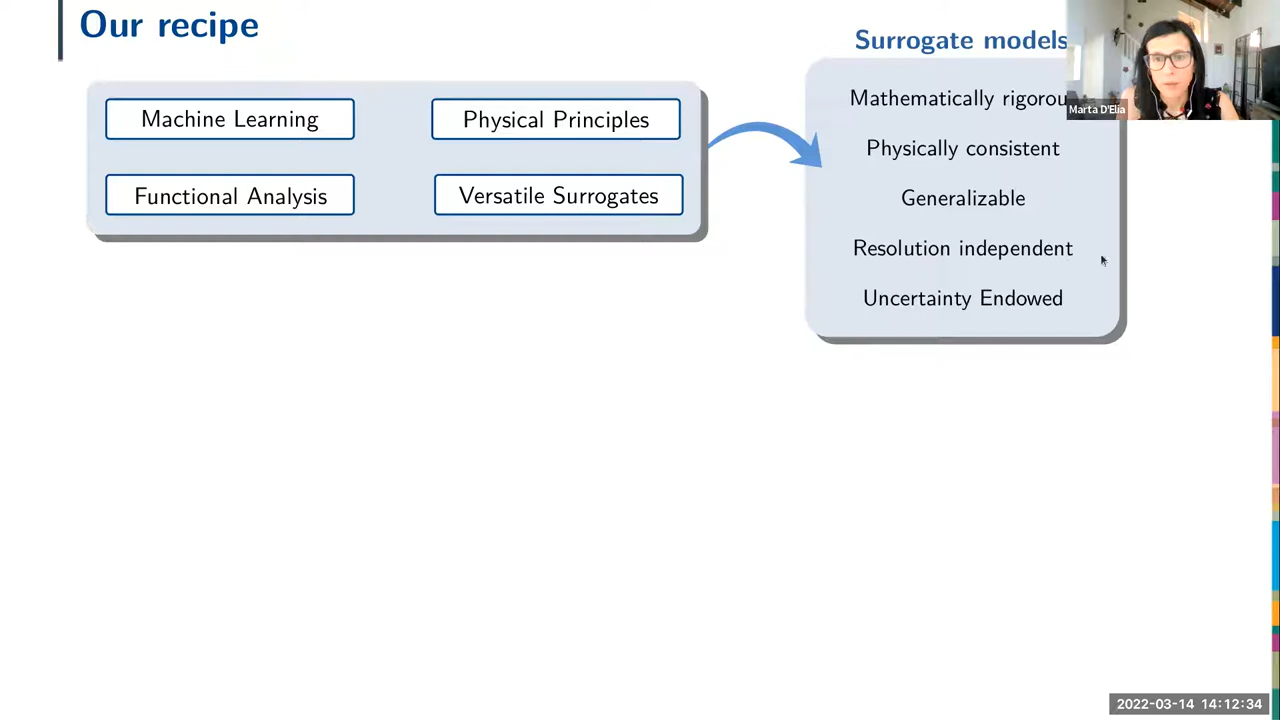 Our recipe
Surrogate models
Machine Learning
Physical Principles
Functional Analysis
Versatile Surrogates
Mathematically rigorou
Physically consistent
Generalizable
Resolution independent
Uncertainty Endowed
Marta D'Elia
2022-03-14 14:12:34